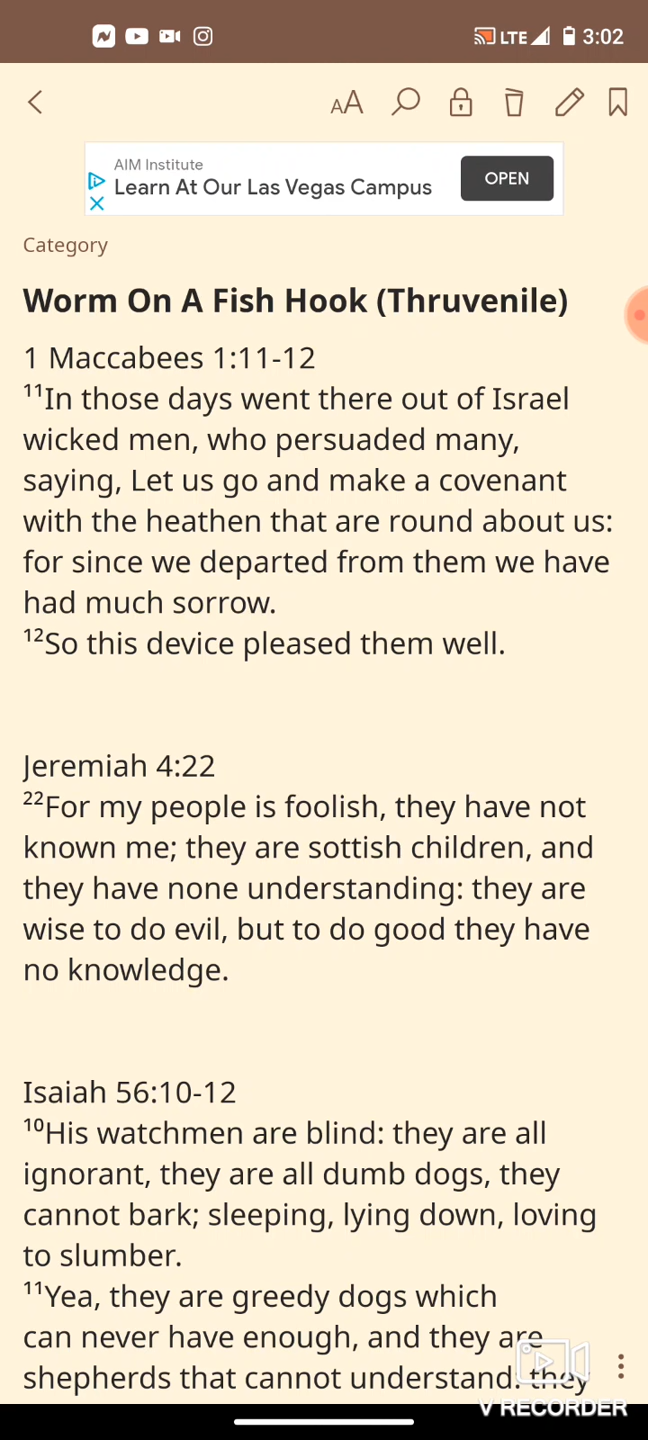 LTE 3:02
AA
AIM Institute
Learn At Our Las Vegas Campus
OPEN
Category
Worm On A Fish Hook (Thruvenile)
1 Maccabees 1:11-12
¹¹In those days went there out of Israel
wicked men, who persuaded many,
saying, Let us go and make a covenant
with the heathen that are round about us:
for since we departed from them we have
had much sorrow.
¹²So this device pleased them well.
Jeremiah 4:22
²²For my people is foolish, they have not
known me; they are sottish children, and
they have none understanding: they are
wise to do evil, but to do good they have
no knowledge.
Isaiah 56:10-12
¹⁰His watchmen are blind: they are all
ignorant, they are all dumb dogs, they
cannot bark; sleeping, lying down, loving
to slumber.
¹¹Yea, they are greedy dogs which
can never have enough, and they are
shepherds that cannot understand: they
V RECORDER